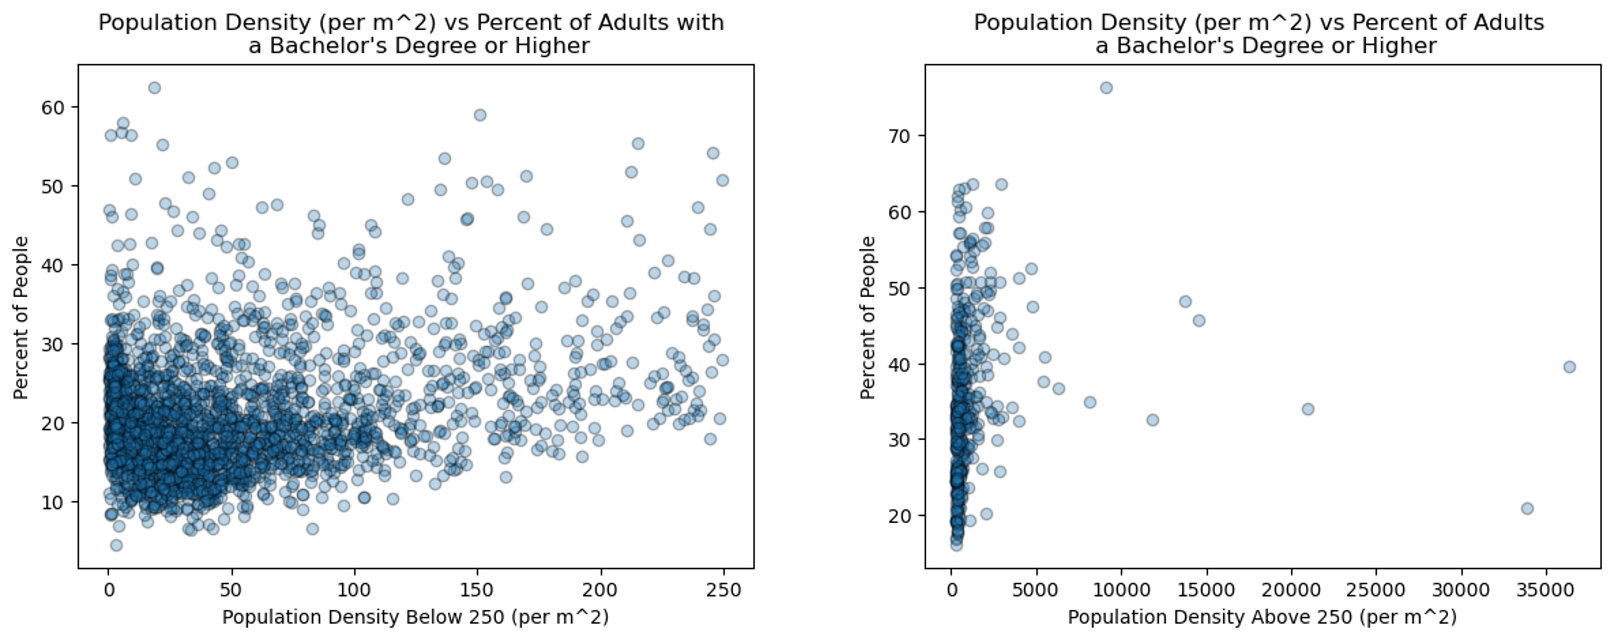 Population Density (per m^2) vs Percent of Adults with
a Bachelor's Degree or Higher
60
50
40
30
20
10
Percent of People
0 50 100 150 200 250
Population Density Below 250 (per m^2)
Population Density (per m^2) vs Percent of Adults
a Bachelor's Degree or Higher
70
60
50
40
30
20
Percent of People
0 5000 10000 15000 20000 25000 30000 35000
Population Density Above 250 (per m^2)